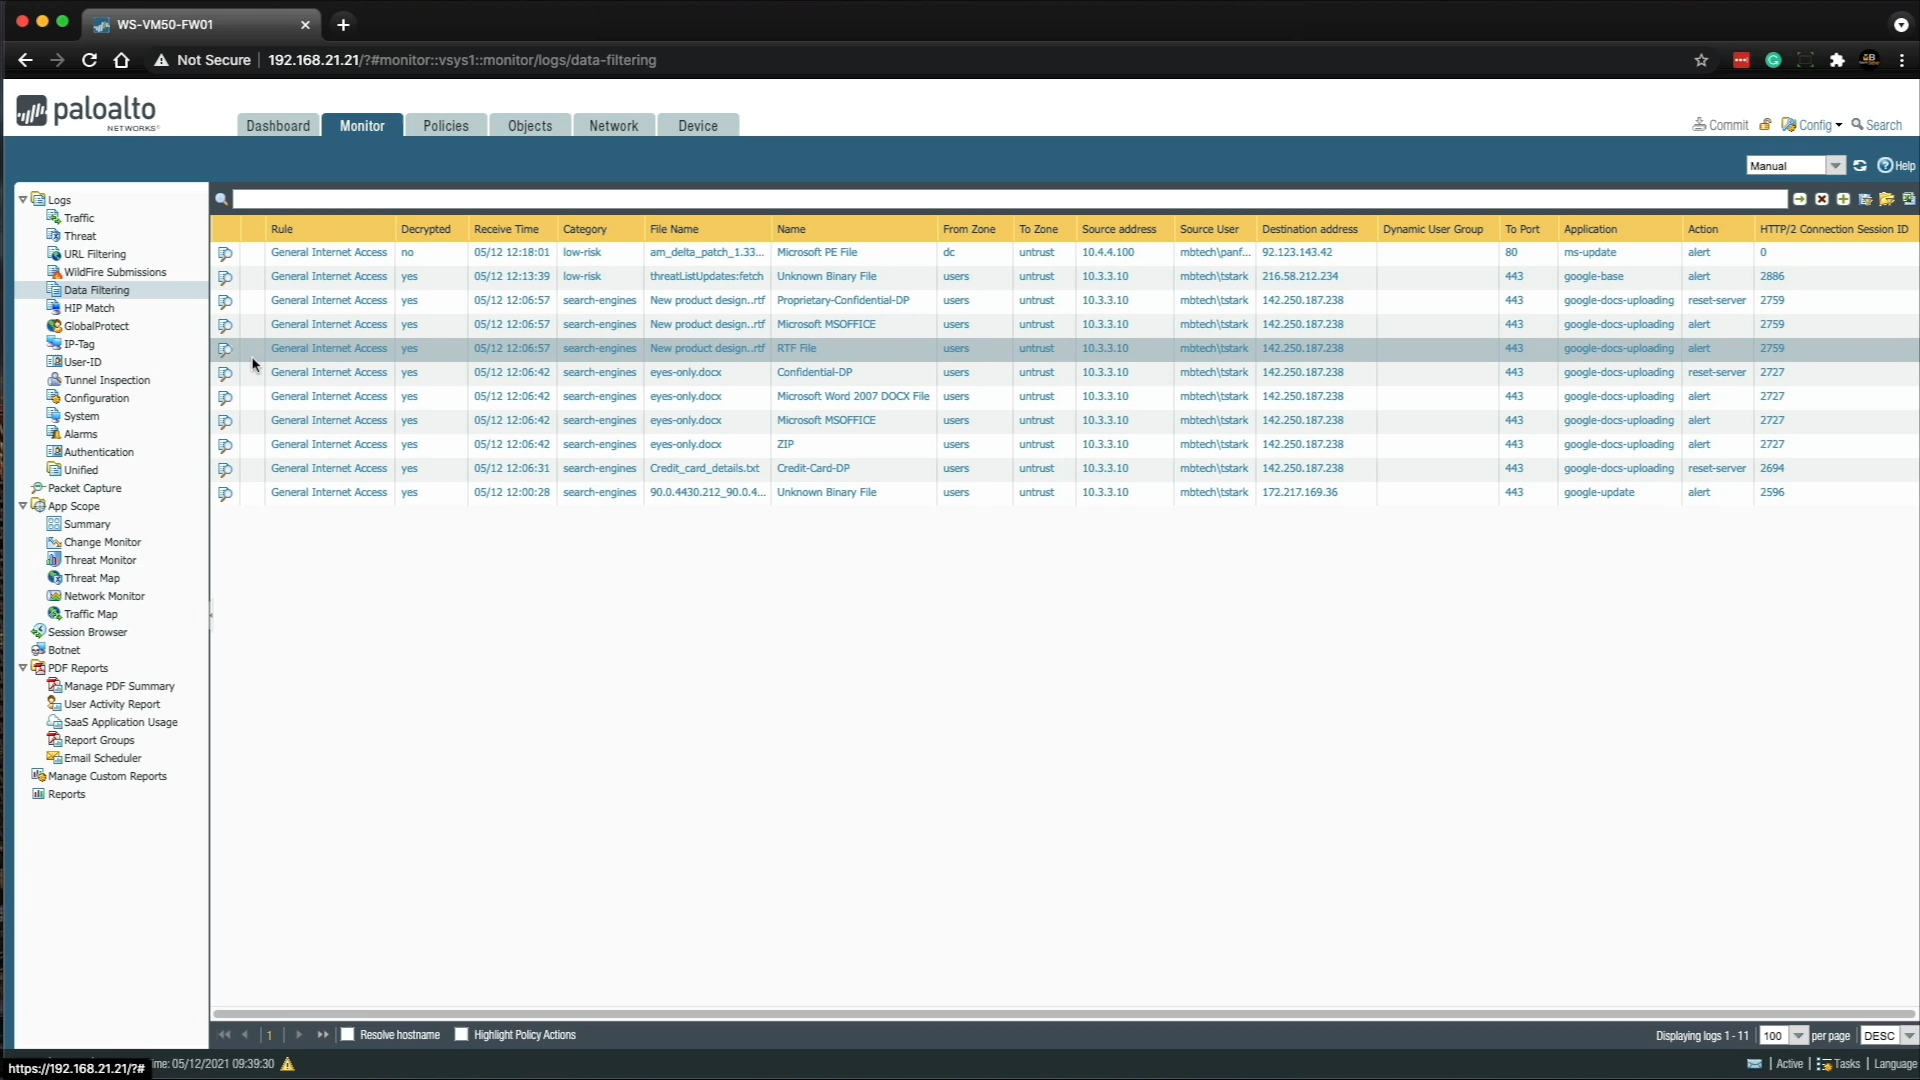 WS-VM50-FW01
Not Secure 192.168.21.21/?#monitor::vsys1::monitor/logs/data-filtering
paloalto
NETWORKS®
Dashboard Monitor Policies Objects Network Device
Commit Config Search
Manual Help
Logs
Traffic
Threat
URL Filtering
WildFire Submissions
Data Filtering
HIP Match
GlobalProtect
IP-Tag
User-ID
Tunnel Inspection
Configuration
System
Alarms
Authentication
Unified
Packet Capture
App Scope
Summary
Change Monitor
Threat Monitor
Threat Map
Network Monitor
Traffic Map
Session Browser
Botnet
PDF Reports
Manage PDF Summary
User Activity Report
SaaS Application Usage
Report Groups
Email Scheduler
Manage Custom Reports
Reports
Rule Decrypted Receive Time Category File Name Name From Zone To Zone Source address Source User Destination address Dynamic User Group To Port Application Action HTTP/2 Connection Session ID
General Internet Access no 05/12 12:18:01 low-risk am_delta_patch_1.33... Microsoft PE File dc untrust 10.4.4.100 mbtech\panf... 92.123.143.42 80 ms-update alert 0
General Internet Access yes 05/12 12:13:39 low-risk threatListUpdates:fetch Unknown Binary File users untrust 10.3.3.10 mbtech\tstark 216.58.212.234 443 google-base alert 2886
General Internet Access yes 05/12 12:06:57 search-engines New product design..rtf Proprietary-Confidential-DP users untrust 10.3.3.10 mbtech\tstark 142.250.187.238 443 google-docs-uploading reset-server 2759
General Internet Access yes 05/12 12:06:57 search-engines New product design..rtf Microsoft MSOFFICE users untrust 10.3.3.10 mbtech\tstark 142.250.187.238 443 google-docs-uploading alert 2759
General Internet Access yes 05/12 12:06:57 search-engines New product design..rtf RTF File users untrust 10.3.3.10 mbtech\tstark 142.250.187.238 443 google-docs-uploading alert 2759
General Internet Access yes 05/12 12:06:42 search-engines eyes-only.docx Confidential-DP users untrust 10.3.3.10 mbtech\tstark 142.250.187.238 443 google-docs-uploading reset-server 2727
General Internet Access yes 05/12 12:06:42 search-engines eyes-only.docx Microsoft Word 2007 DOCX File users untrust 10.3.3.10 mbtech\tstark 142.250.187.238 443 google-docs-uploading alert 2727
General Internet Access yes 05/12 12:06:42 search-engines eyes-only.docx Microsoft MSOFFICE users untrust 10.3.3.10 mbtech\tstark 142.250.187.238 443 google-docs-uploading alert 2727
General Internet Access yes 05/12 12:06:42 search-engines eyes-only.docx ZIP users untrust 10.3.3.10 mbtech\tstark 142.250.187.238 443 google-docs-uploading alert 2727
General Internet Access yes 05/12 12:06:31 search-engines Credit_card_details.txt Credit-Card-DP users untrust 10.3.3.10 mbtech\tstark 142.250.187.238 443 google-docs-uploading reset-server 2694
General Internet Access yes 05/12 12:00:28 search-engines 90.0.4430.212_90.0.4... Unknown Binary File users untrust 10.3.3.10 mbtech\tstark 172.217.169.36 443 google-update alert 2596
1 Resolve hostname Highlight Policy Actions Displaying logs 1 - 11 100 per page DESC
https://192.168.21.21/?# ime: 05/12/2021 09:39:30 Active Tasks Language